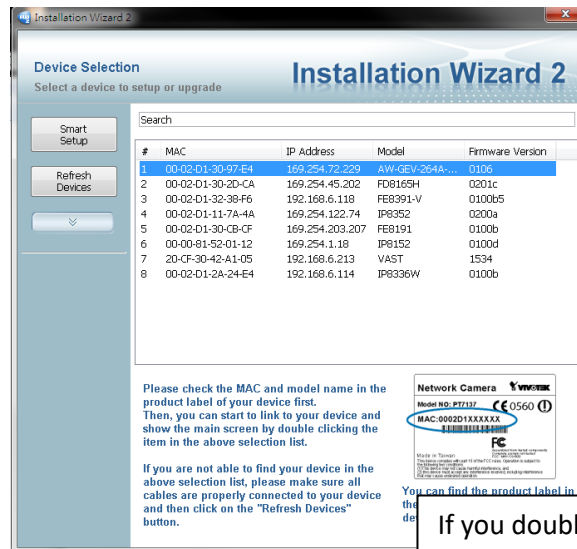 Installation Wizard 2
Device Selection
Select a device to setup or upgrade
Installation Wizard 2
Smart
Setup
Refresh
Devices
Search
# MAC IP Address Model Firmware Version
1 00-02-D1-30-97-E4 169.254.72.229 AW-GEV-264A-... 0106
2 00-02-D1-30-2D-CA 169.254.45.202 FD8165H 0201c
3 00-02-D1-32-38-F6 192.168.6.118 FE8391-V 0100b5
4 00-02-D1-11-7A-4A 169.254.122.74 IP8352 0200a
5 00-02-D1-30-CB-CF 169.254.203.207 FE8191 0100b
6 00-00-81-52-01-12 169.254.1.18 IP8152 0100d
7 20-CF-30-42-A1-05 192.168.6.213 VAST 1534
8 00-02-D1-2A-24-E4 192.168.6.114 IP8336W 0100b
Please check the MAC and model name in the
product label of your device first.
Then, you can start to link to your device and
show the main screen by double clicking the
item in the above selection list.
If you are not able to find your device in the
above selection list, please make sure all
cables are properly connected to your device
and then click on the "Refresh Devices"
button.
Network Camera VIVOTEK
Model NO: PT7137 CE 0560
MAC:0002D1XXXXXX
FC
Made in Taiwan
You can find the product label in
the
If you doubl